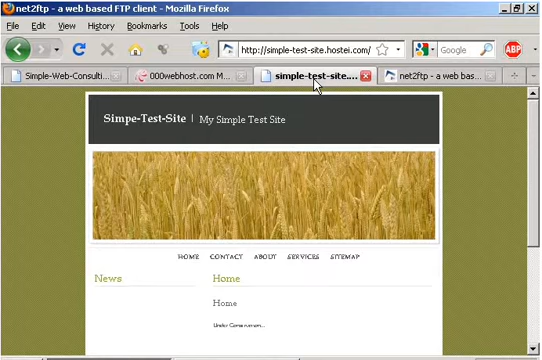 net2ftp - a web based FTP client - Mozilla Firefox
File Edit View History Bookmarks Tools Help
http://simple-test-site.hostei.com/ Google ABP
Simple-Web-Consulti... 000webhost.com M... simple-test-site.... net2ftp - a web bas...
Simpe-Test-Site | My Simple Test Site
HOME CONTACT ABOUT SERVICES SITEMAP
News Home
Home
Under